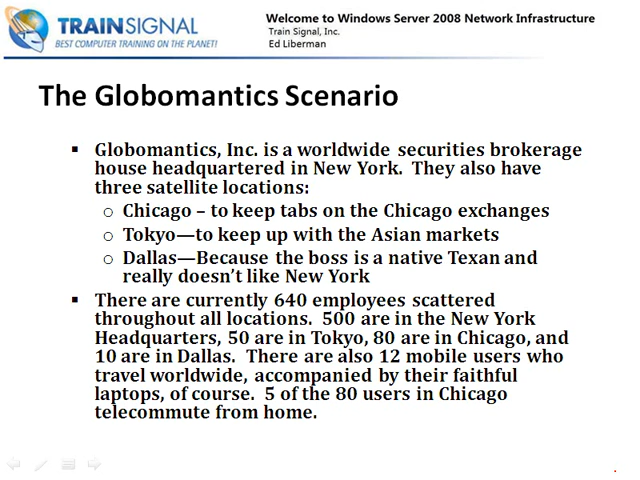 TRAINSIGNAL
BEST COMPUTER TRAINING ON THE PLANET!
Welcome to Windows Server 2008 Network Infrastructure
Train Signal, Inc.
Ed Liberman
The Globomantics Scenario
▪ Globomantics, Inc. is a worldwide securities brokerage
house headquartered in New York. They also have
three satellite locations:
o Chicago – to keep tabs on the Chicago exchanges
o Tokyo—to keep up with the Asian markets
o Dallas—Because the boss is a native Texan and
really doesn’t like New York
▪ There are currently 640 employees scattered
throughout all locations. 500 are in the New York
Headquarters, 50 are in Tokyo, 80 are in Chicago, and
10 are in Dallas. There are also 12 mobile users who
travel worldwide, accompanied by their faithful
laptops, of course. 5 of the 80 users in Chicago
telecommute from home.